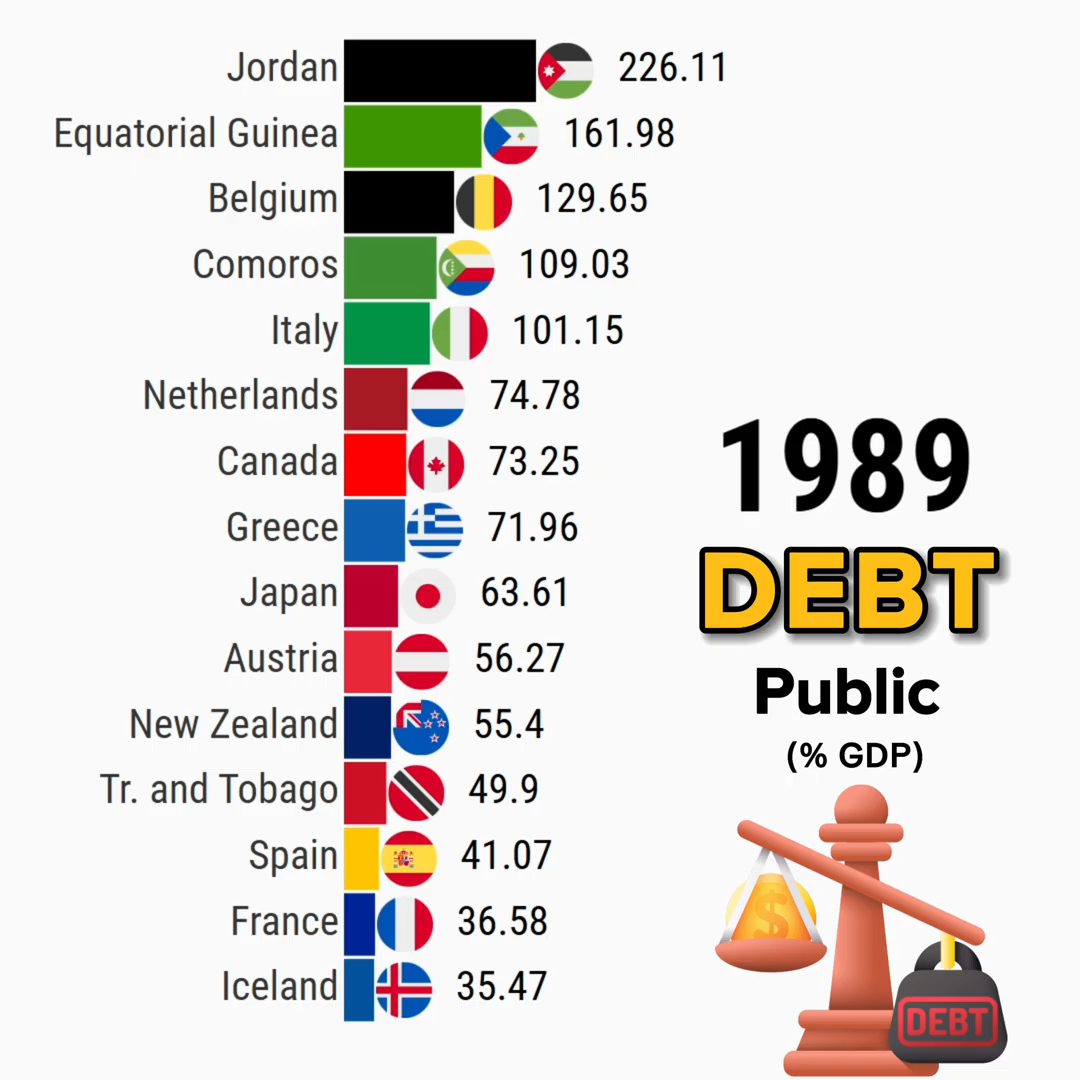 Jordan 226.11
Equatorial Guinea 161.98
Belgium 129.65
Comoros 109.03
Italy 101.15
Netherlands 74.78
Canada 73.25
Greece 71.96
Japan 63.61
Austria 56.27
New Zealand 55.4
Tr. and Tobago 49.9
Spain 41.07
France 36.58
Iceland 35.47
1989
DEBT
Public
(% GDP)
$
DEBT